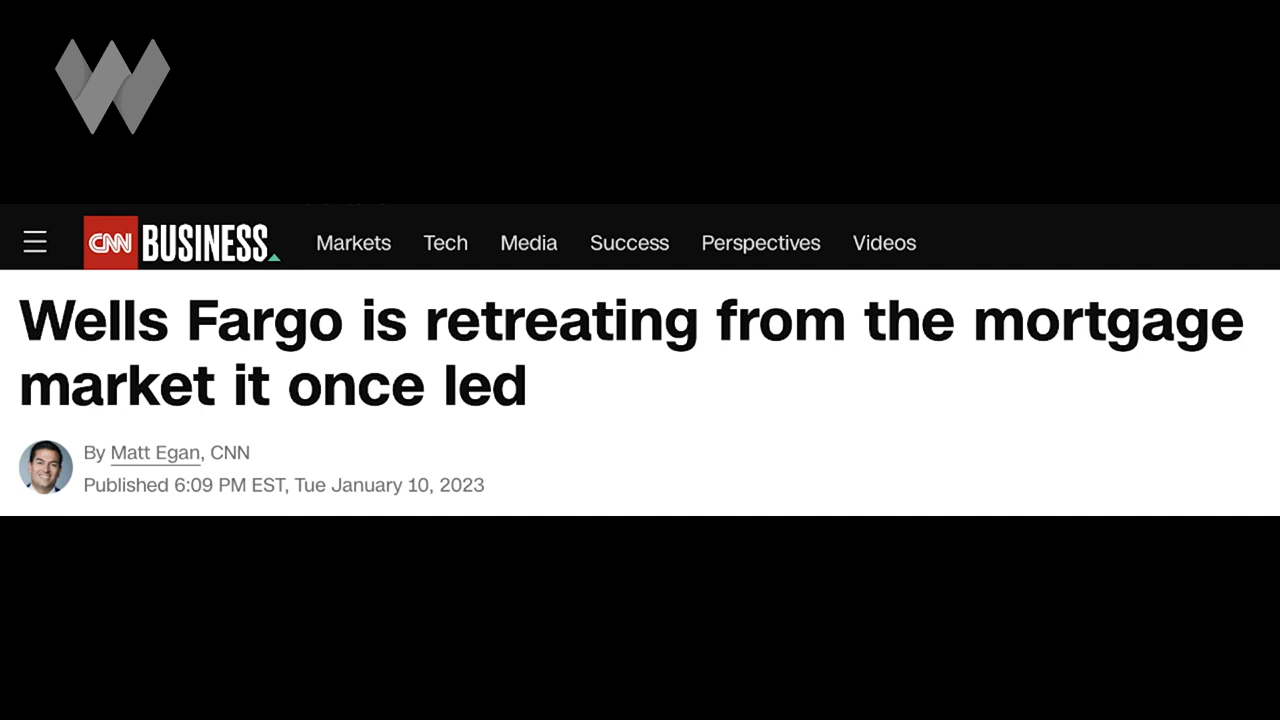 W
CNN BUSINESS Markets Tech Media Success Perspectives Videos
Wells Fargo is retreating from the mortgage
market it once led
By Matt Egan, CNN
Published 6:09 PM EST, Tue January 10, 2023